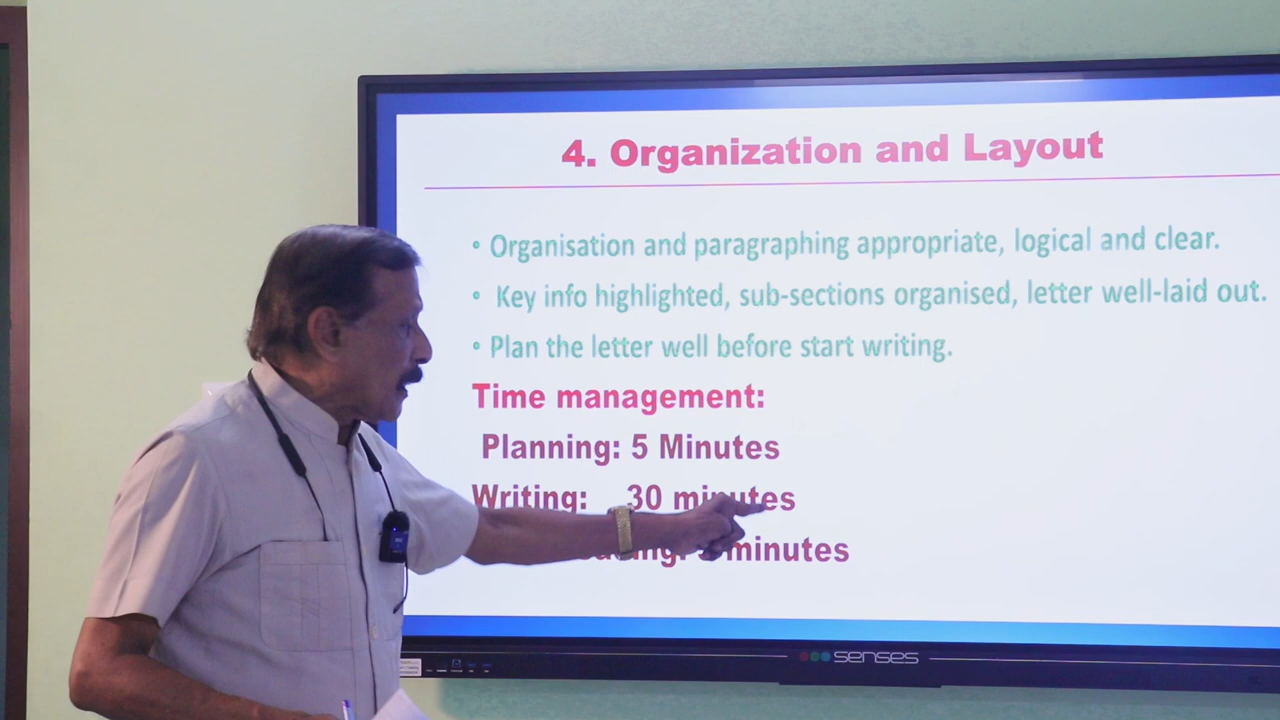 4. Organization and Layout
• Organisation and paragraphing appropriate, logical and clear.
• Key info highlighted, sub-sections organised, letter well-laid out.
• Plan the letter well before start writing.
Time management:
Planning: 5 Minutes
Writing: 30 minutes
minutes
senses